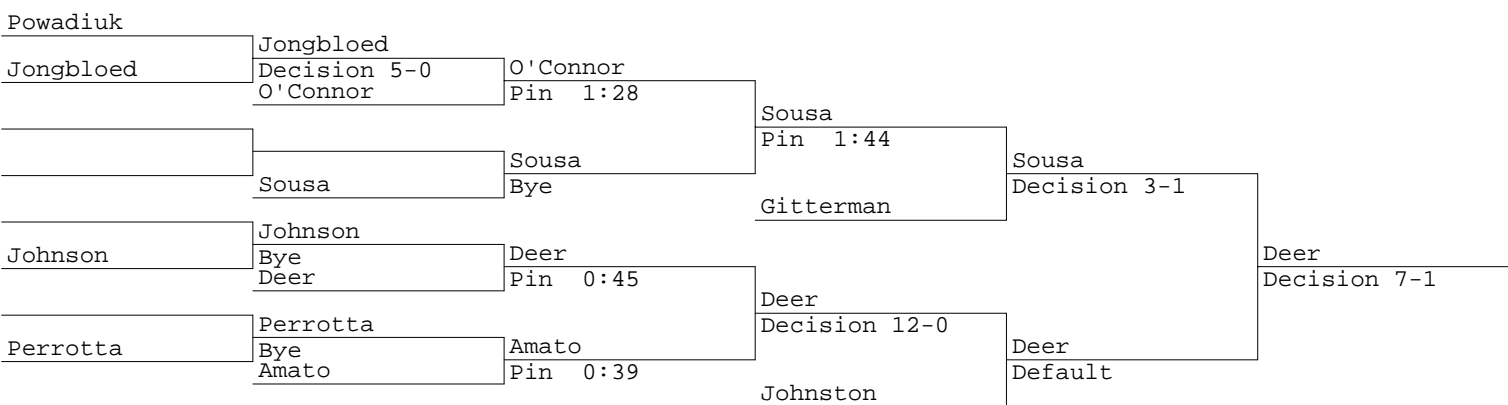 Powadiuk
Jongbloed
Jongbloed
Decision 5-0
O'Connor
O'Connor
Pin 1:28
Sousa
Pin 1:44
Sousa
Sousa
Bye
Sousa
Decision 3-1
Gitterman
Johnson
Johnson
Bye
Deer
Deer
Pin 0:45
Deer
Decision 7-1
Deer
Decision 12-0
Perrotta
Perrotta
Bye
Amato
Amato
Pin 0:39
Deer
Default
Johnston